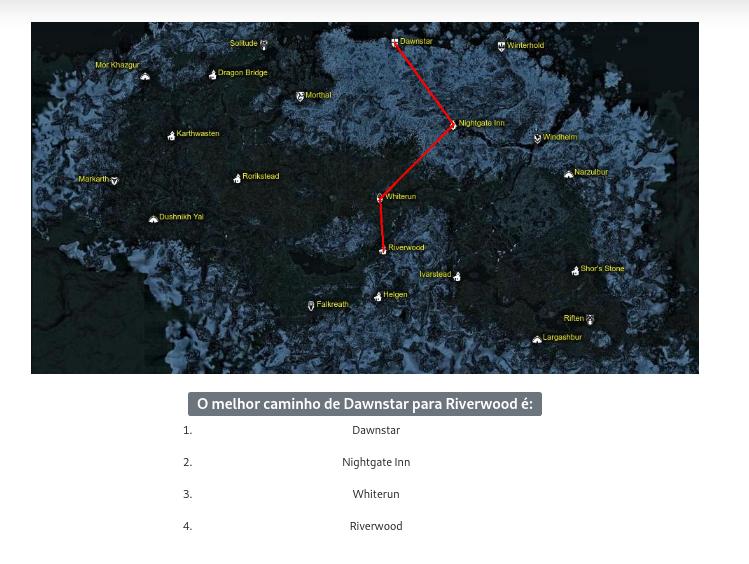 Solitude
Dawnstar
Winterhold
Mor Khazgur
Dragon Bridge
Morthal
Nightgate Inn
Karthwasten
Windhelm
Markarth
Rorikstead
Narzulbur
Whiterun
Dushnikh Yal
Riverwood
Ivarstead
Shor's Stone
Helgen
Falkreath
Riften
Largashbur
O melhor caminho de Dawnstar para Riverwood é:
1. Dawnstar
2. Nightgate Inn
3. Whiterun
4. Riverwood